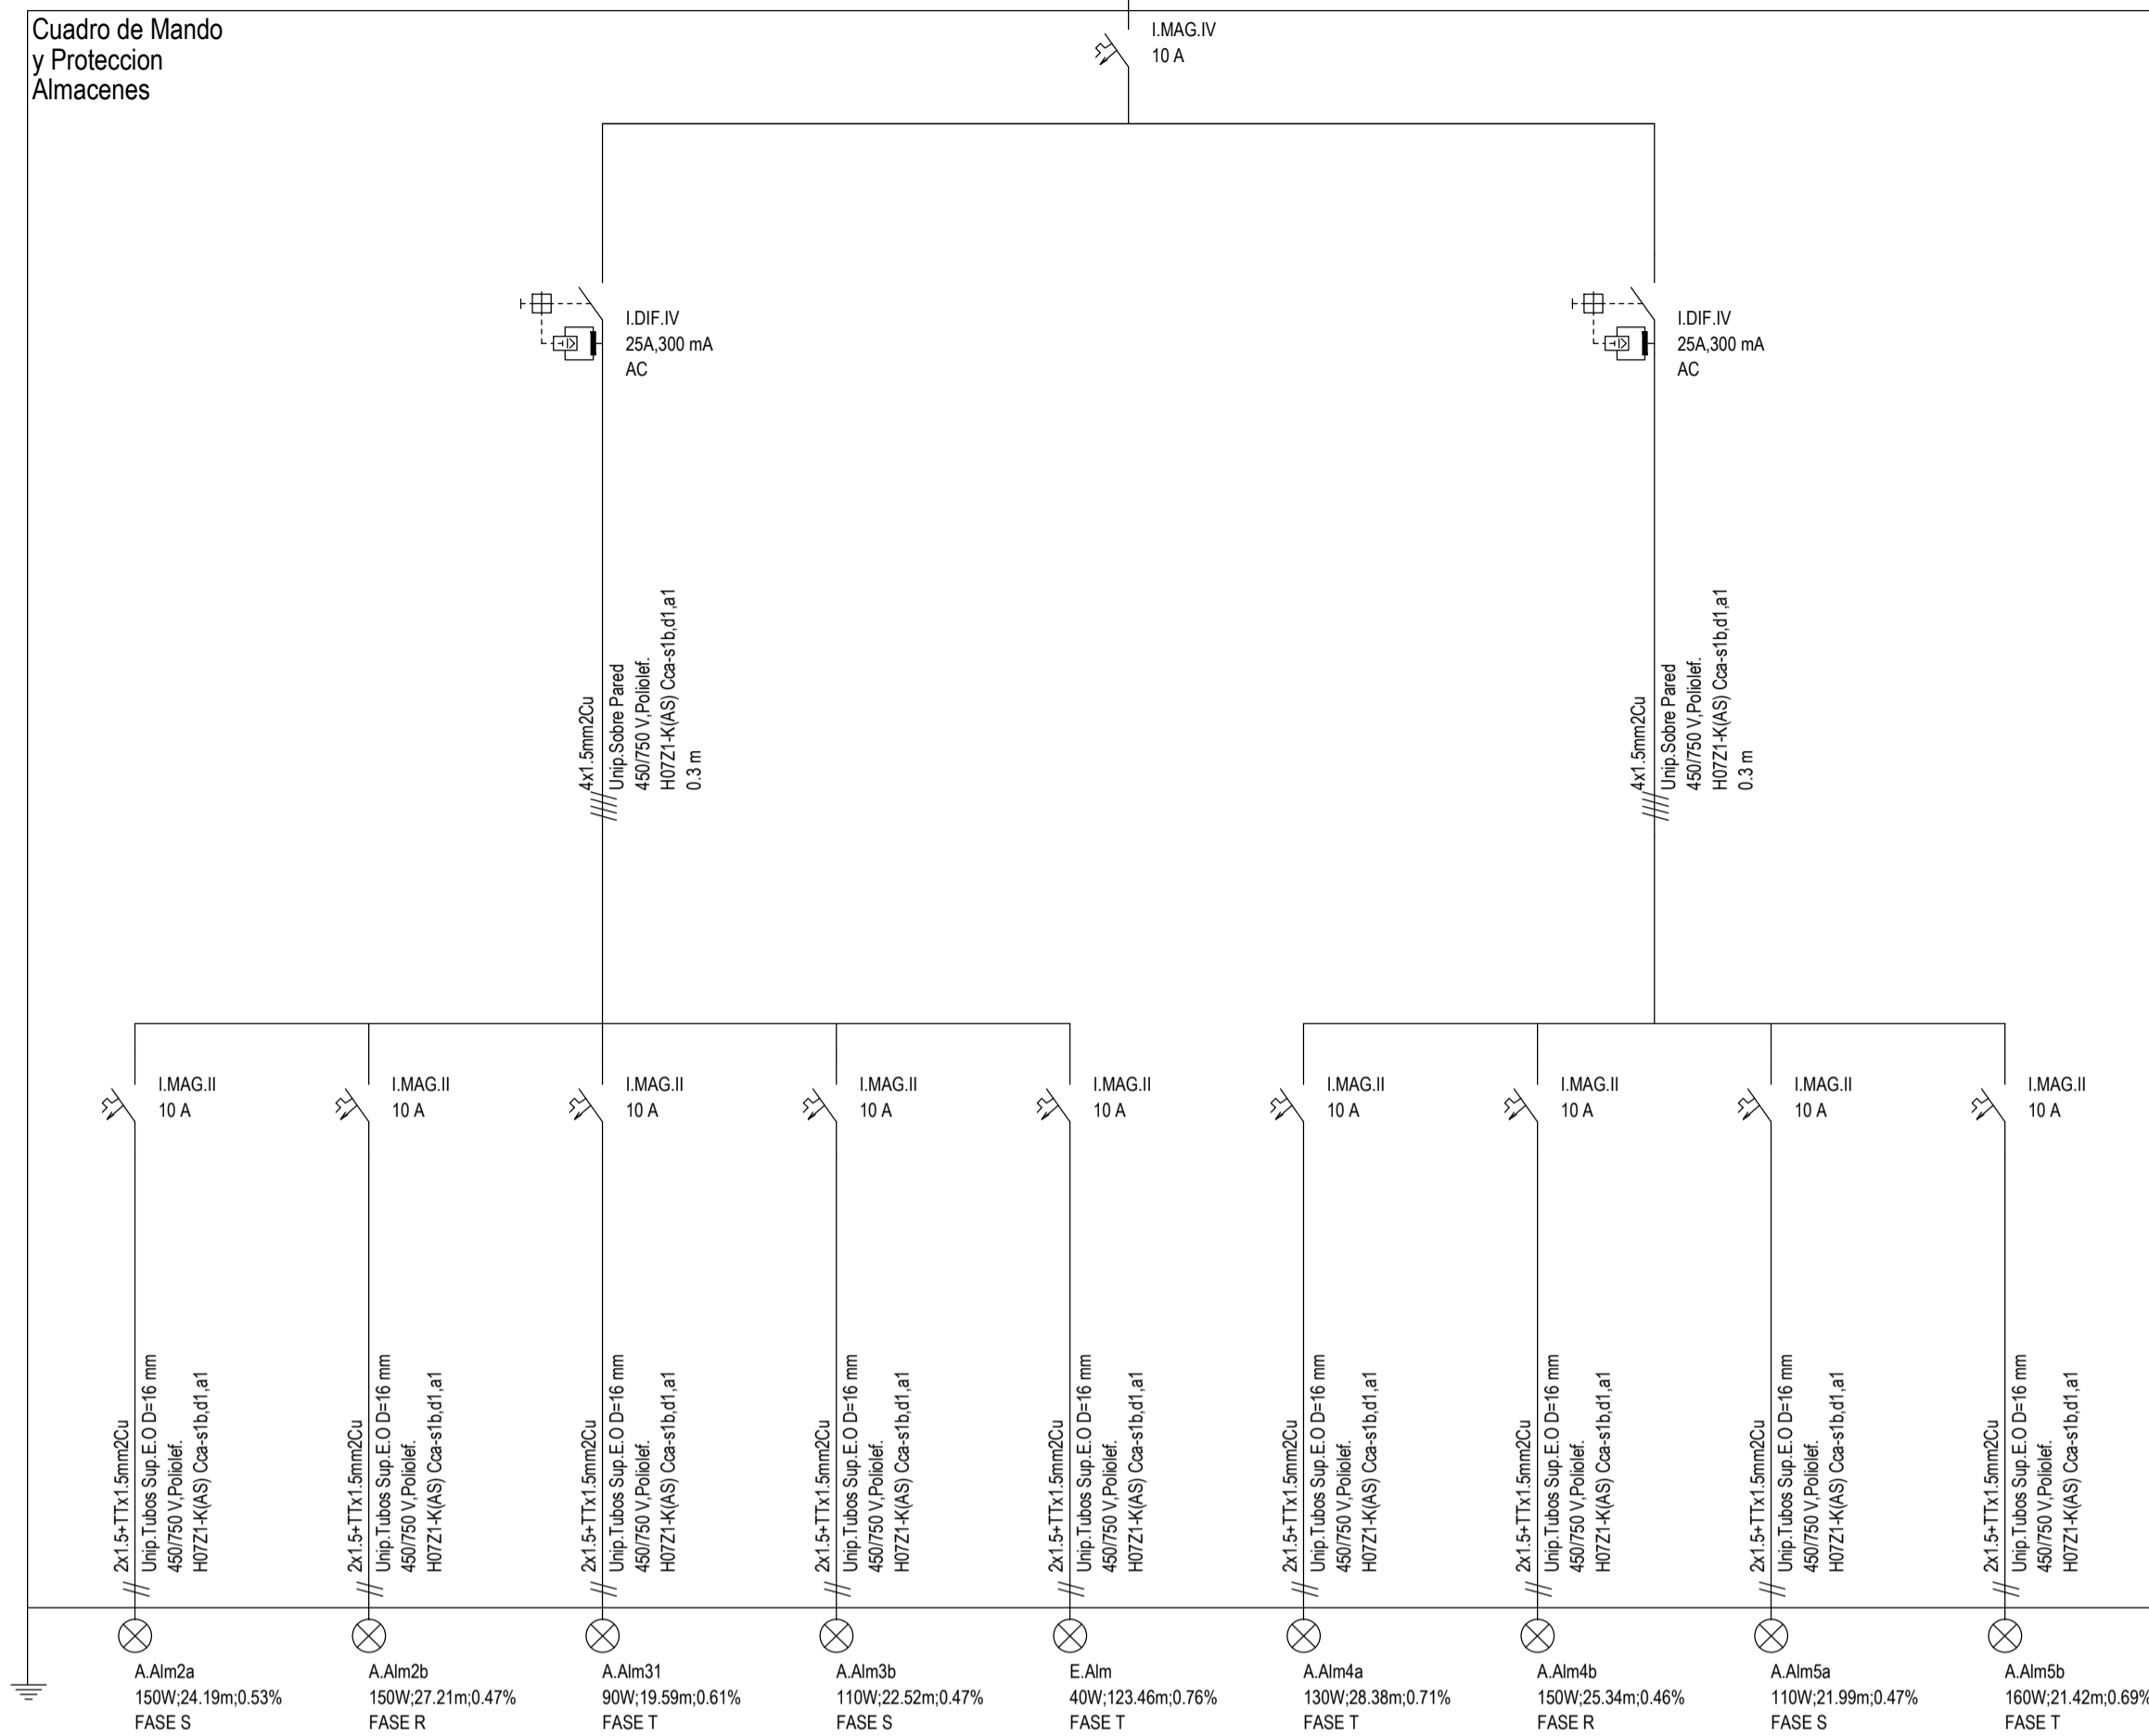 Cuadro de Mando
y Proteccion
Almacenes
I.MAG.IV
10 A
I.DIF.IV
25A,300 mA
AC
I.DIF.IV
25A,300 mA
AC
4x1.5mm2Cu
Unip.Sobre Pared
450/750 V,Poliolef.
H07Z1-K(AS) Cca-s1b,d1,a1
0.3 m
4x1.5mm2Cu
Unip.Sobre Pared
450/750 V,Poliolef.
H07Z1-K(AS) Cca-s1b,d1,a1
0.3 m
I.MAG.II
10 A
I.MAG.II
10 A
I.MAG.II
10 A
I.MAG.II
10 A
I.MAG.II
10 A
I.MAG.II
10 A
I.MAG.II
10 A
I.MAG.II
10 A
I.MAG.II
10 A
2x1.5+TTx1.5mm2Cu
Unip.Tubos Sup.E.O D=16 mm
450/750 V,Poliolef.
H07Z1-K(AS) Cca-s1b,d1,a1
2x1.5+TTx1.5mm2Cu
Unip.Tubos Sup.E.O D=16 mm
450/750 V,Poliolef.
H07Z1-K(AS) Cca-s1b,d1,a1
2x1.5+TTx1.5mm2Cu
Unip.Tubos Sup.E.O D=16 mm
450/750 V,Poliolef.
H07Z1-K(AS) Cca-s1b,d1,a1
2x1.5+TTx1.5mm2Cu
Unip.Tubos Sup.E.O D=16 mm
450/750 V,Poliolef.
H07Z1-K(AS) Cca-s1b,d1,a1
2x1.5+TTx1.5mm2Cu
Unip.Tubos Sup.E.O D=16 mm
450/750 V,Poliolef.
H07Z1-K(AS) Cca-s1b,d1,a1
2x1.5+TTx1.5mm2Cu
Unip.Tubos Sup.E.O D=16 mm
450/750 V,Poliolef.
H07Z1-K(AS) Cca-s1b,d1,a1
2x1.5+TTx1.5mm2Cu
Unip.Tubos Sup.E.O D=16 mm
450/750 V,Poliolef.
H07Z1-K(AS) Cca-s1b,d1,a1
2x1.5+TTx1.5mm2Cu
Unip.Tubos Sup.E.O D=16 mm
450/750 V,Poliolef.
H07Z1-K(AS) Cca-s1b,d1,a1
2x1.5+TTx1.5mm2Cu
Unip.Tubos Sup.E.O D=16 mm
450/750 V,Poliolef.
H07Z1-K(AS) Cca-s1b,d1,a1
A.Alm2a
150W;24.19m;0.53%
FASE S
A.Alm2b
150W;27.21m;0.47%
FASE R
A.Alm31
90W;19.59m;0.61%
FASE T
A.Alm3b
110W;22.52m;0.47%
FASE S
E.Alm
40W;123.46m;0.76%
FASE T
A.Alm4a
130W;28.38m;0.71%
FASE T
A.Alm4b
150W;25.34m;0.46%
FASE R
A.Alm5a
110W;21.99m;0.47%
FASE S
A.Alm5b
160W;21.42m;0.69%
FASE T